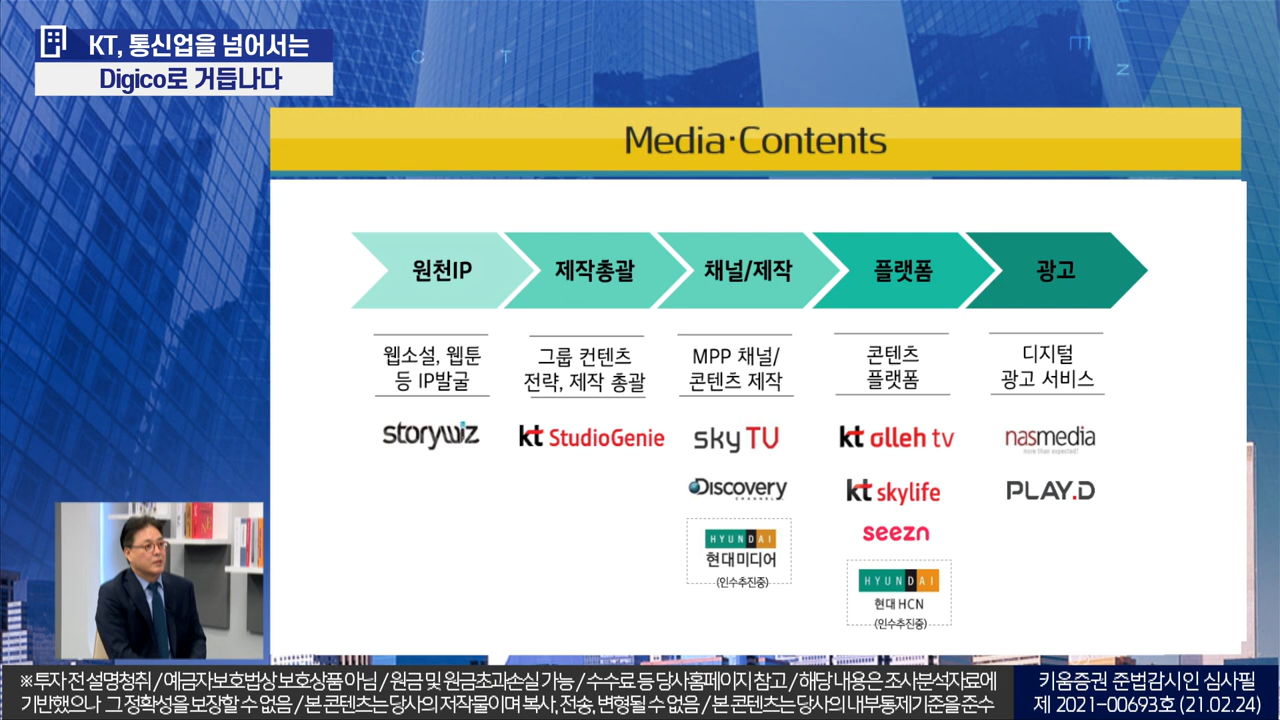 KT, 통신업을 넘어서는
Digico로 거듭나다
C T
U
E
N
Media·Contents
원천IP
제작총괄
채널/제작
플랫폼
광고
웹소설, 웹툰
등 IP발굴
그룹 컨텐츠
전략, 제작 총괄
MPP 채널/
콘텐츠 제작
콘텐츠
플랫폼
디지털
광고 서비스
storywiz
kt StudioGenie
sky TV
Discovery
CHANNEL
HYUNDAI
현대미디어
(인수추진중)
kt olleh tv
kt skylife
seezn
HYUNDAI
현대 HCN
(인수추진중)
nasmedia
more than expected!
PLAY.D
※ 투자 전 설명청취 / 예금자보호법상 보호상품 아님 / 원금 및 원금초과손실 가능 / 수수료 등 당사홈페이지 참고 / 해당 내용은 조사분석자료에
기반했으나 그 정확성을 보장할 수 없음 / 본 콘텐츠는 당사의 저작물이며 복사, 전송, 변형될 수 없음 / 본 콘텐츠는 당사의 내부통제기준을 준수
키움증권 준법감시인 심사필
제 2021-00693호 (21.02.24)